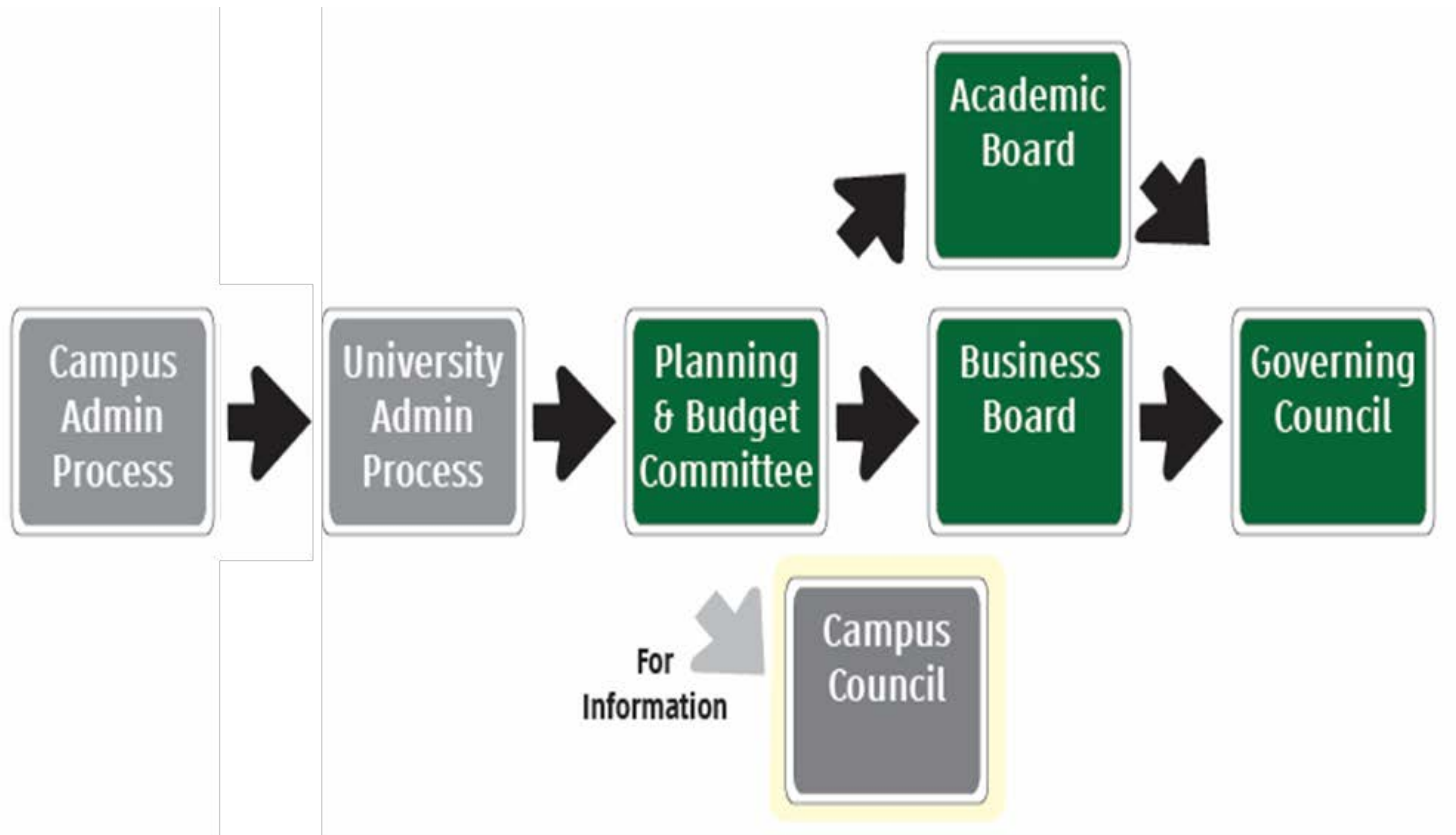 Academic
Board
Campus
Admin
Process
University
Admin
Process
Planning
& Budget
Committee
Business
Board
Governing
Council
For
Information
Campus
Council